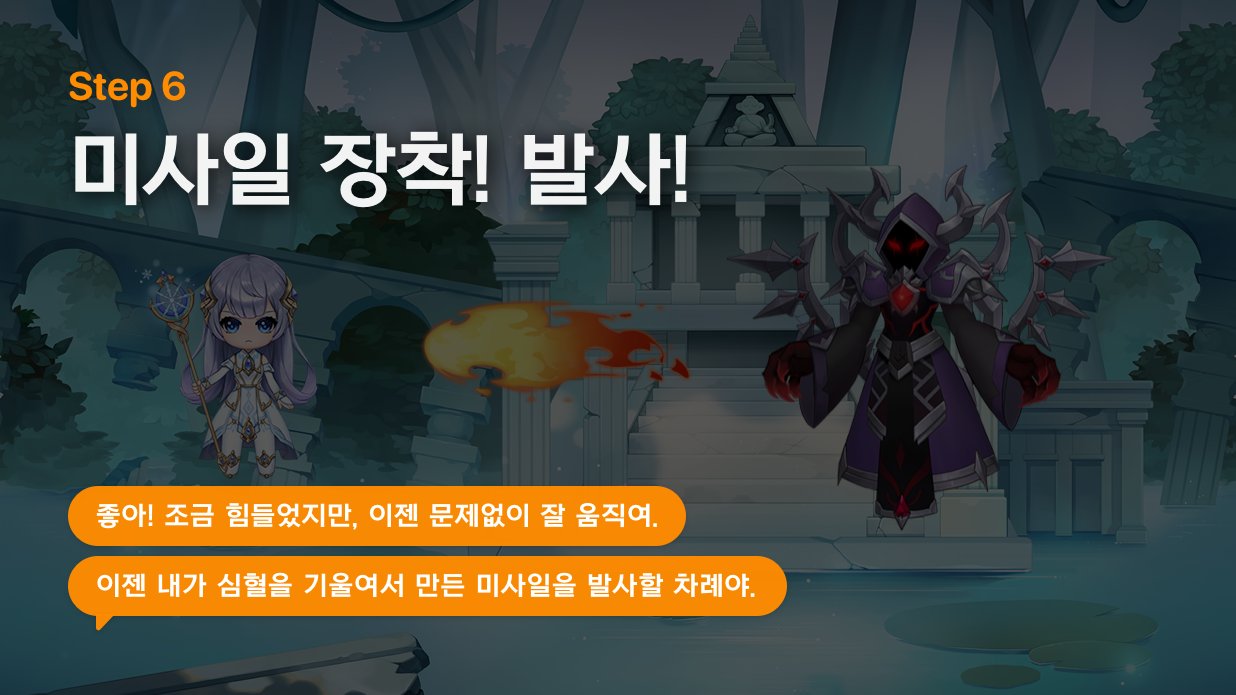 Step 6
미사일 장착! 발사!
좋아! 조금 힘들었지만, 이젠 문제없이 잘 움직여.
이젠 내가 심혈을 기울여서 만든 미사일을 발사할 차례야.